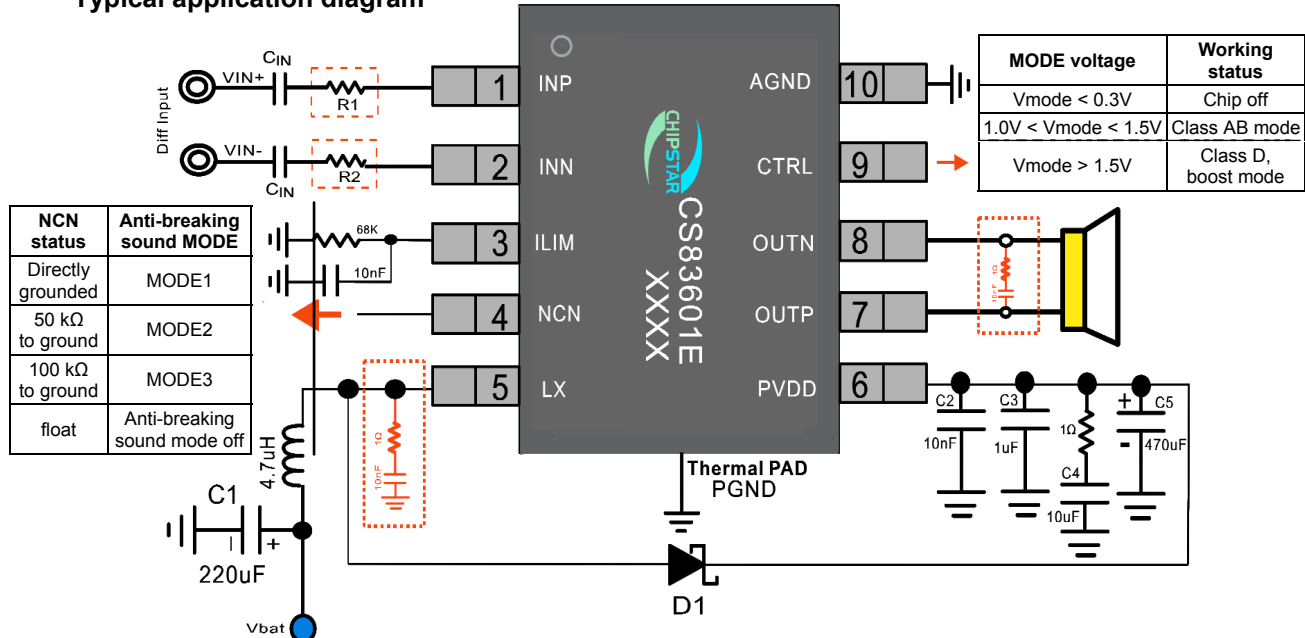 Typical application diagram
Diff Input
VIN+
CIN
R1
VIN-
CIN
R2
1 INP
2 INN
3 ILIM
4 NCN
5 LX
AGND 10
CTRL 9
OUTN 8
OUTP 7
PVDD 6
CHIPSTAR
CS83601E
XXXX
MODE voltage Working status
Vmode < 0.3V Chip off
1.0V < Vmode < 1.5V Class AB mode
Vmode > 1.5V Class D, boost mode
NCN status Anti-breaking sound MODE
Directly grounded MODE1
50 kΩ to ground MODE2
100 kΩ to ground MODE3
float Anti-breaking sound mode off
68K
10nF
1Ω
10nF
1Ω
10nF
4.7uH
C1
– +
220uF
Vbat
Thermal PAD
PGND
D1
C2
10nF
C3
1uF
1Ω
C4
10uF
+ C5
- 470uF